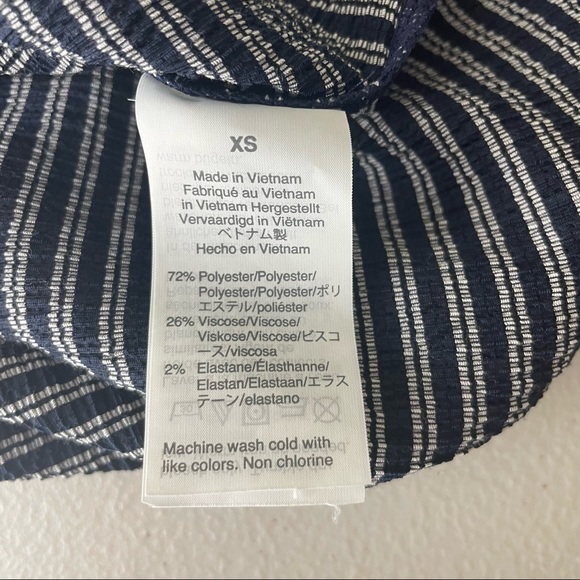 XS
Made in Vietnam
Fabriqué au Vietnam
in Vietnam Hergestellt
Vervaardigd in Viëtnam
ベトナム製
Hecho en Vietnam
72% Polyester/Polyester/
Polyester/Polyester/ポリ
エステル/poliéster
26% Viscose/Viscose/
Viskose/Viscose/ビスコ
ース/viscosa
2% Elastane/Élasthanne/
Elastan/Elastaan/エラス
テーン/elastano
Machine wash cold with
like colors. Non chlorine